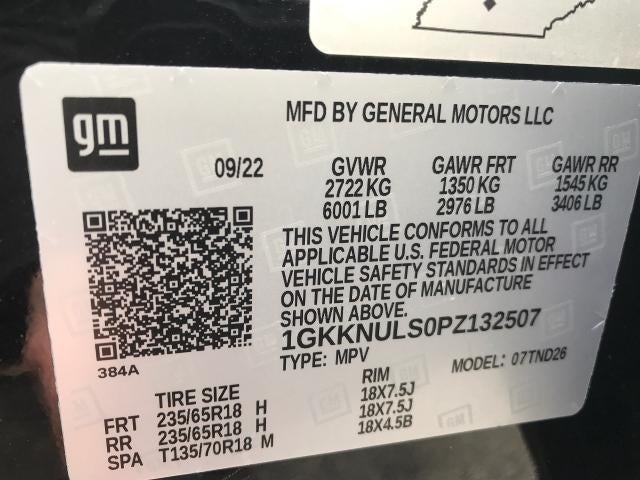 gm
MFD BY GENERAL MOTORS LLC
09/22 GVWR GAWR FRT GAWR RR
2722 KG 1350 KG 1545 KG
6001 LB 2976 LB 3406 LB
THIS VEHICLE CONFORMS TO ALL
APPLICABLE U.S. FEDERAL MOTOR
VEHICLE SAFETY STANDARDS IN EFFECT
ON THE DATE OF MANUFACTURE
SHOWN ABOVE.
1GKKNULS0PZ132507
TYPE: MPV MODEL: 07TND26
384A
TIRE SIZE RIM
FRT 235/65R18 H 18X7.5J
RR 235/65R18 H 18X7.5J
SPA T135/70R18 M 18X4.5B